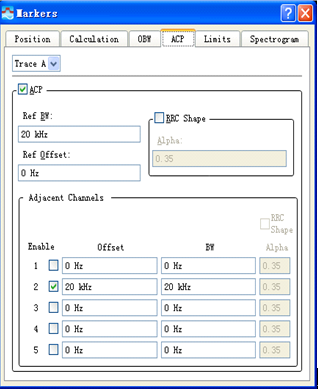 Markers
Position Calculation OBW ACP Limits Spectrogram
Trace A
ACP
Ref BW:
20 kHz
Ref Offset:
0 Hz
RRC Shape
Alpha:
0.35
Adjacent Channels
RRC Shape
Enable Offset BW Alpha
1 0 Hz 0 Hz 0.35
2 20 kHz 20 kHz 0.35
3 0 Hz 0 Hz 0.35
4 0 Hz 0 Hz 0.35
5 0 Hz 0 Hz 0.35